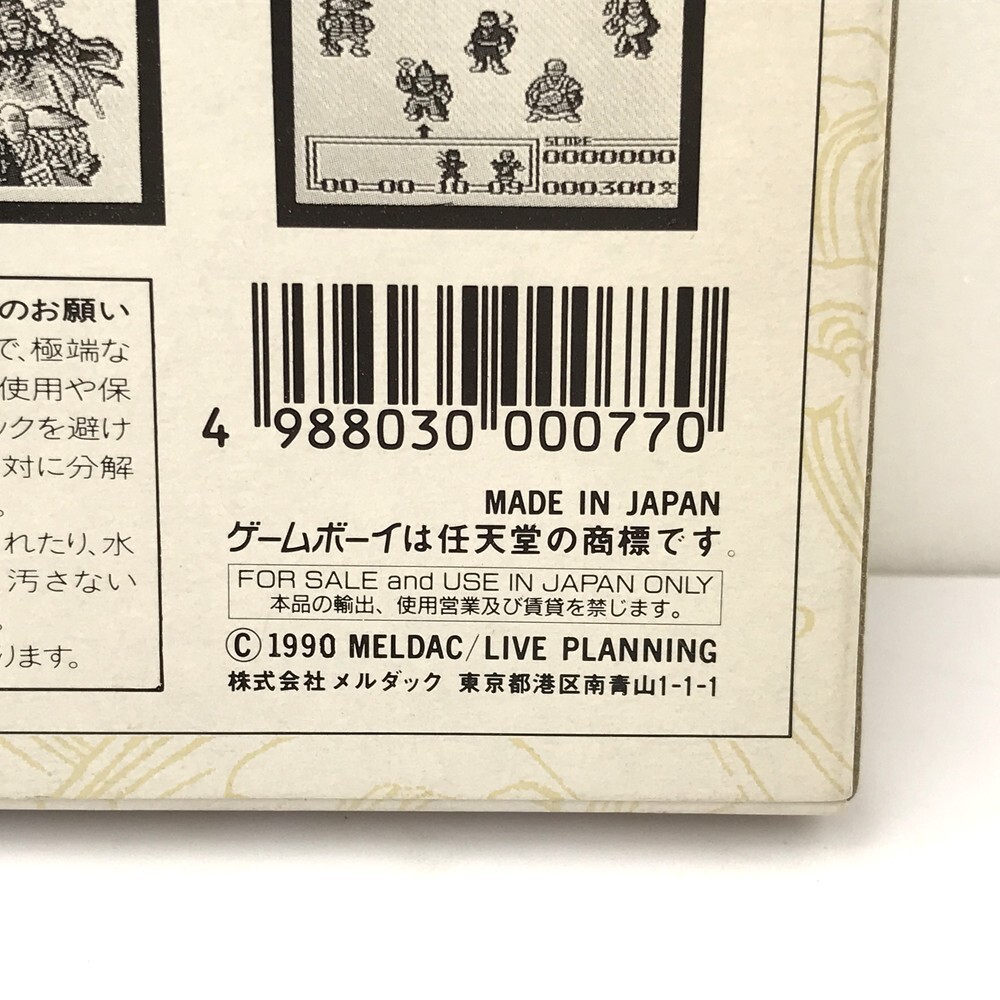 SCORE
0000000
00-00-10-09
000300文
のお願い
で、極端な
使用や保
ックを避け
対に分解
。
れたり、水
汚さない
。
ります。
4 988030 000770
MADE IN JAPAN
ゲームボーイは任天堂の商標です。
FOR SALE and USE IN JAPAN ONLY
本品の輸出、使用営業及び賃貸を禁じます。
©1990 MELDAC/LIVE PLANNING
株式会社 メルダック 東京都港区南青山1-1-1